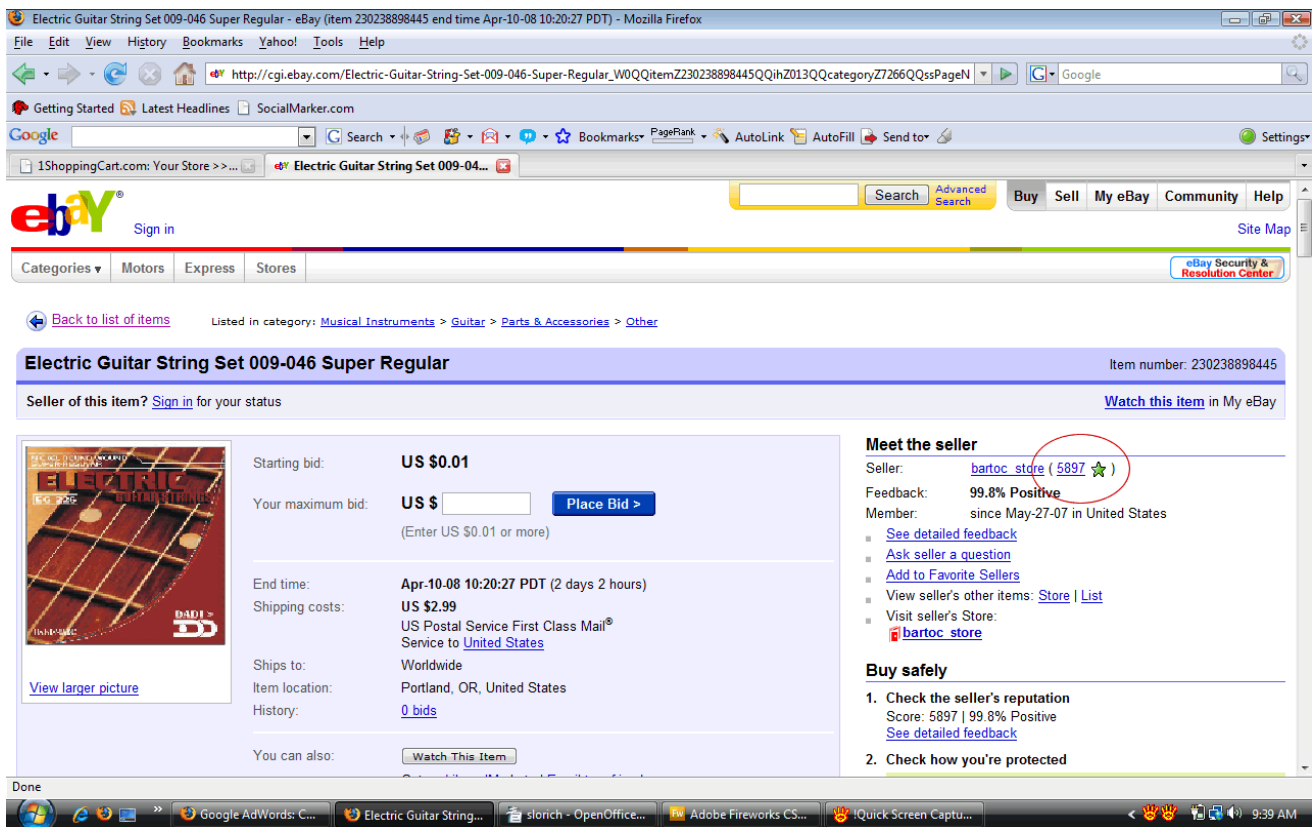 Electric Guitar String Set 009-046 Super Regular - eBay (item 230238898445 end time Apr-10-08 10:20:27 PDT) - Mozilla Firefox
File Edit View History Bookmarks Yahoo! Tools Help
http://cgi.ebay.com/Electric-Guitar-String-Set-009-046-Super-Regular_W0QQitemZ230238898445QQihZ013QQcategoryZ7266QQssPageN G Google
Getting Started Latest Headlines SocialMarker.com
Google G Search Bookmarks PageRank AutoLink AutoFill Send to Settings
1ShoppingCart.com: Your Store >>... Electric Guitar String Set 009-04...
ebaY® Sign in Search Advanced Search Buy Sell My eBay Community Help
Site Map
Categories Motors Express Stores eBay Security & Resolution Center
Back to list of items Listed in category: Musical Instruments > Guitar > Parts & Accessories > Other
Electric Guitar String Set 009-046 Super Regular Item number: 230238898445
Seller of this item? Sign in for your status Watch this item in My eBay
ELECTRIC
GUITAR STRINGS
View larger picture
Starting bid: US $0.01
Your maximum bid: US $ Place Bid >
(Enter US $0.01 or more)
End time: Apr-10-08 10:20:27 PDT (2 days 2 hours)
Shipping costs: US $2.99
US Postal Service First Class Mail®
Service to United States
Ships to: Worldwide
Item location: Portland, OR, United States
History: 0 bids
You can also: Watch This Item
Meet the seller
Seller: bartoc_store ( 5897 )
Feedback: 99.8% Positive
Member: since May-27-07 in United States
See detailed feedback
Ask seller a question
Add to Favorite Sellers
View seller's other items: Store | List
Visit seller's Store:
bartoc_store
Buy safely
1. Check the seller's reputation
Score: 5897 | 99.8% Positive
See detailed feedback
2. Check how you're protected
Done
Google AdWords: C... Electric Guitar String... slorich - OpenOffice... Fw Adobe Fireworks CS... !Quick Screen Captu... 9:39 AM